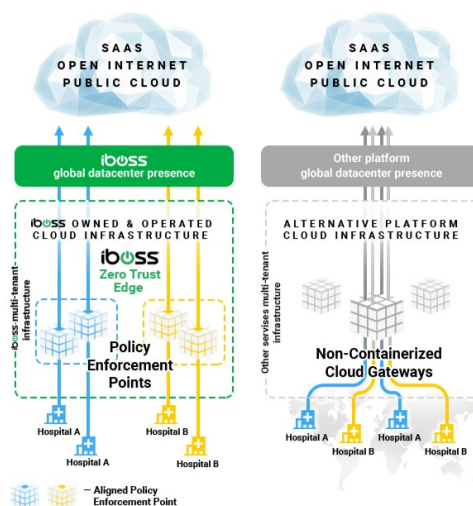 SAAS
OPEN INTERNET
PUBLIC CLOUD
iboss
global datacenter presence
iboss OWNED & OPERATED
CLOUD INFRASTRUCTURE
iboss
Zero Trust
Edge
iboss multi-tenant
infrastructure
Policy
Enforcement
Points
Hospital A
Hospital A
Hospital B
Hospital B
– Aligned Policy
Enforcement Point
SAAS
OPEN INTERNET
PUBLIC CLOUD
Other platform
global datacenter presence
ALTERNATIVE PLATFORM
CLOUD INFRASTRUCTURE
Other servises multi-tenant
infrastructure
Non-Containerized
Cloud Gateways
Hospital A
Hospital B
Hospital A
Hospital B